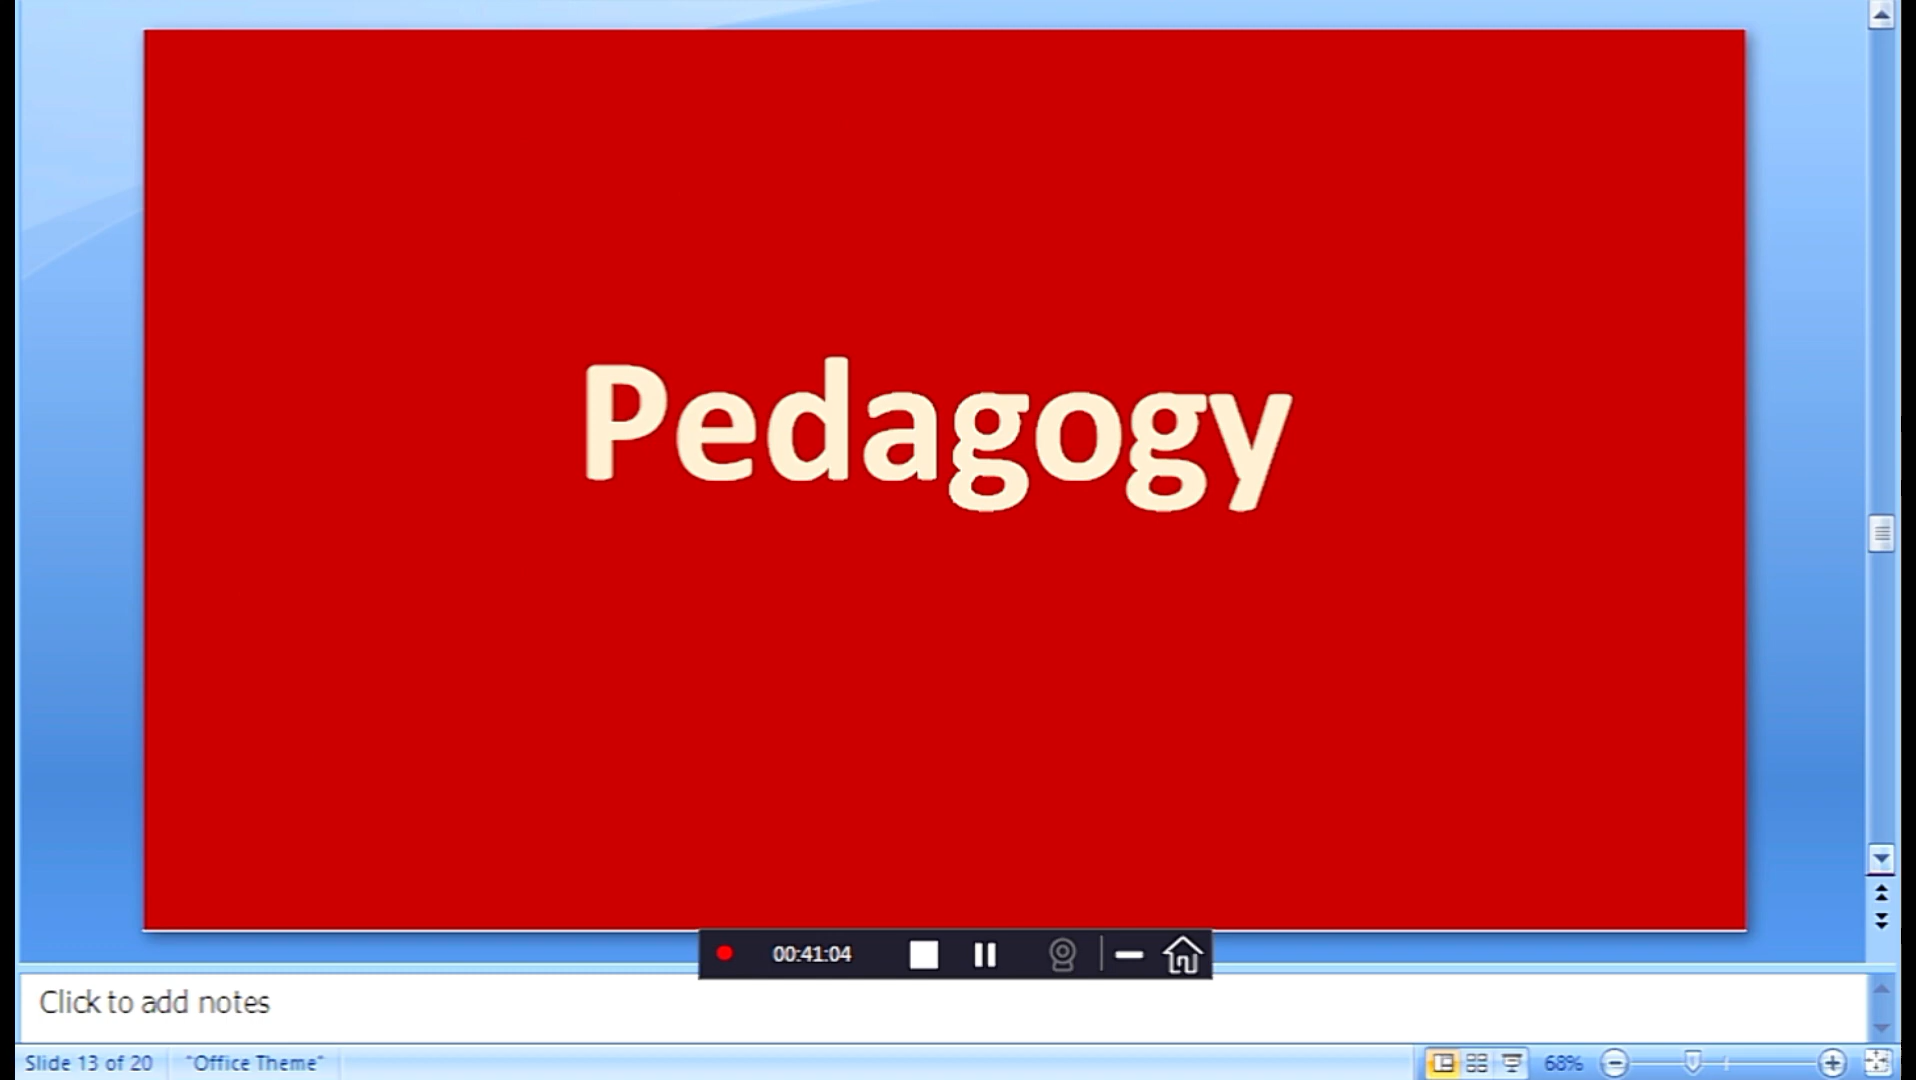 Pedagogy
00:41:04
Click to add notes
Slide 13 of 20 "Office Theme" 68%